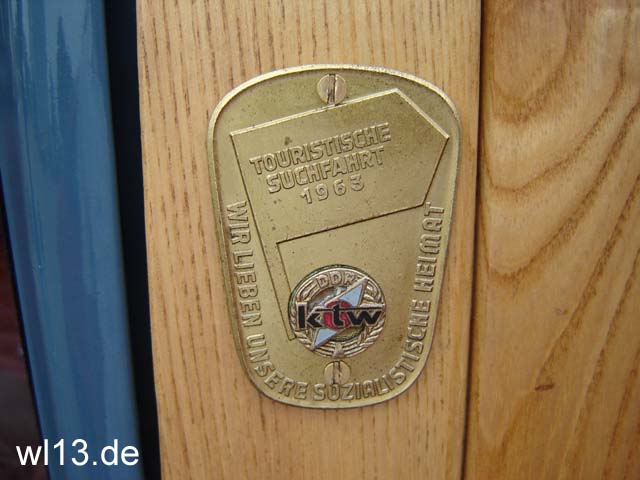 TOURISTISCHE
SUCHFAHRT
1963
WIR LIEBEN UNSERE SOZIALISTISCHE HEIMAT
DDR
ktw
wl13.de